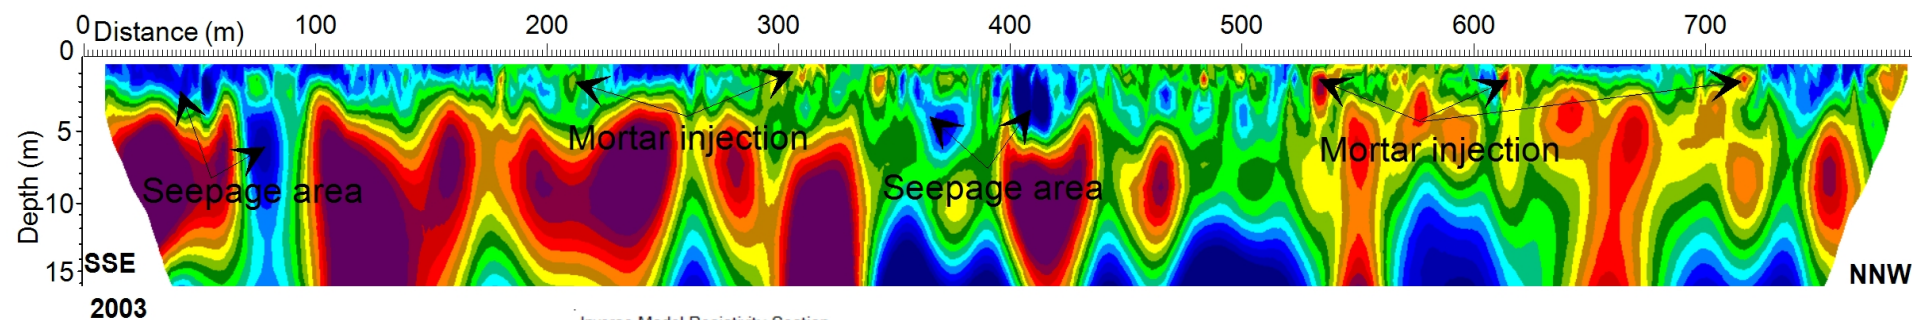 0 100 200 300 400 500 600 700
Distance (m)
0
5
10
15
Depth (m)
Mortar injection
Mortar injection
Seepage area
Seepage area
SSE
NNW
2003